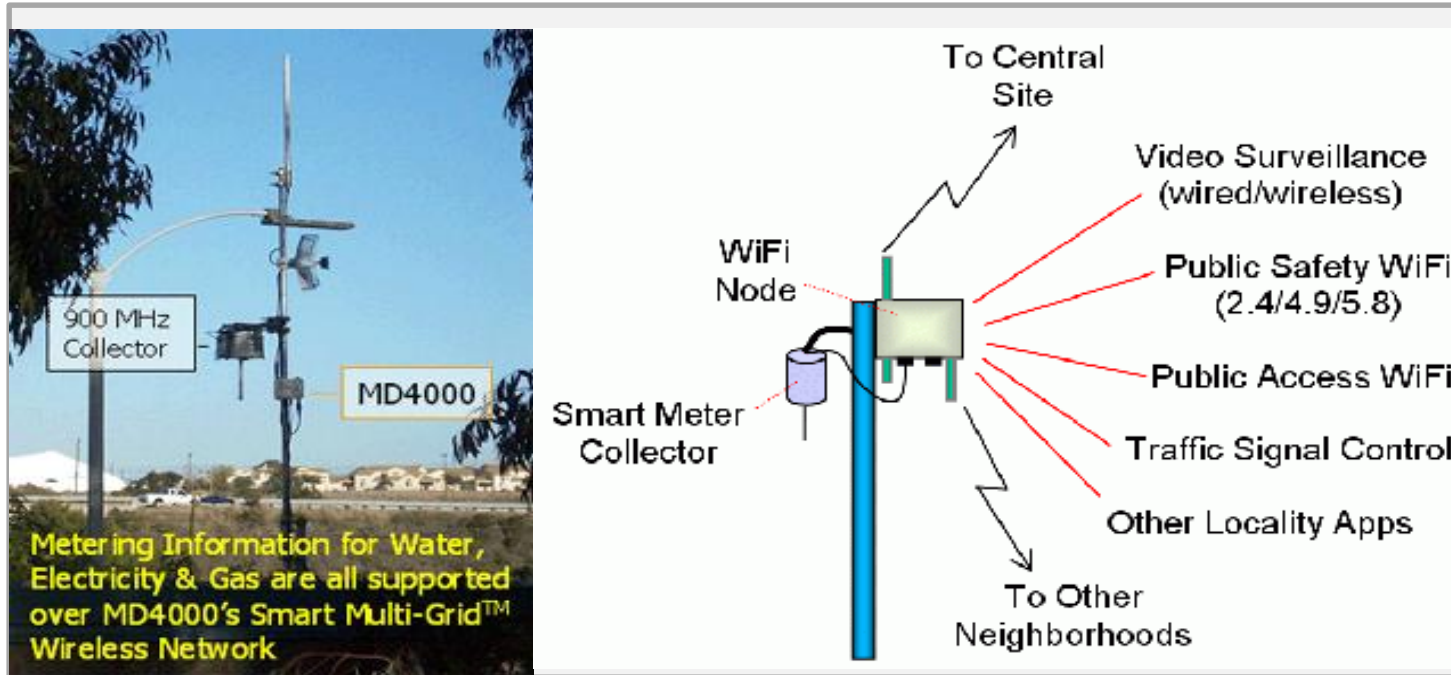 900 MHz
Collector
MD4000
Metering Information for Water,
Electricity & Gas are all supported
over MD4000's Smart Multi-Grid™
Wireless Network
To Central
Site
Video Surveillance
(wired/wireless)
WiFi
Node
Public Safety WiFi
(2.4/4.9/5.8)
Public Access WiFi
Smart Meter
Collector
Traffic Signal Control
Other Locality Apps
To Other
Neighborhoods